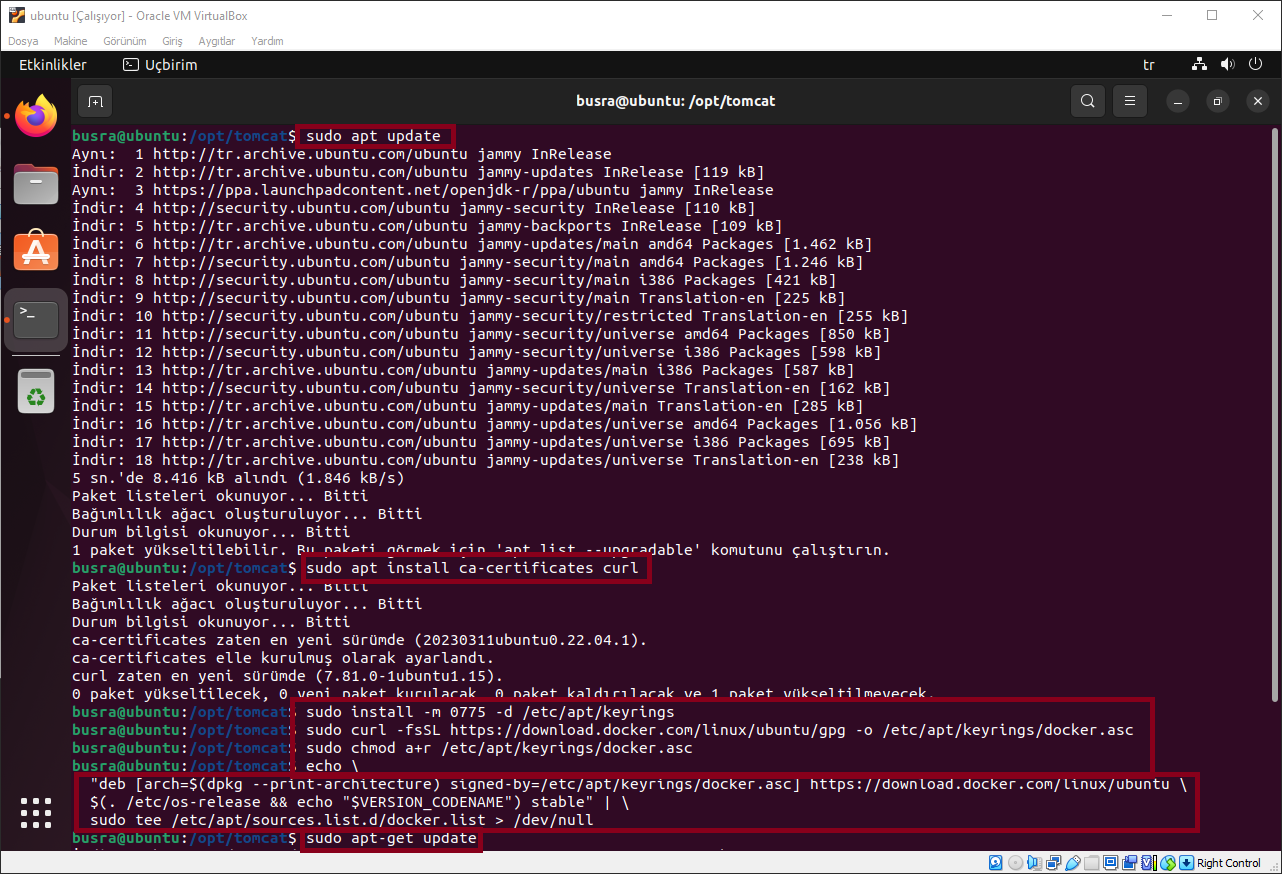 ubuntu [Çalışıyor] - Oracle VM VirtualBox
Dosya Makine Görünüm Giriş Aygıtlar Yardım
Etkinlikler Uçbirim tr
busra@ubuntu: /opt/tomcat
busra@ubuntu:/opt/tomcat$ sudo apt update
Aynı:  1 http://tr.archive.ubuntu.com/ubuntu jammy InRelease
İndir: 2 http://tr.archive.ubuntu.com/ubuntu jammy-updates InRelease [119 kB]
Aynı:  3 https://ppa.launchpadcontent.net/openjdk-r/ppa/ubuntu jammy InRelease
İndir: 4 http://security.ubuntu.com/ubuntu jammy-security InRelease [110 kB]
İndir: 5 http://tr.archive.ubuntu.com/ubuntu jammy-backports InRelease [109 kB]
İndir: 6 http://tr.archive.ubuntu.com/ubuntu jammy-updates/main amd64 Packages [1.462 kB]
İndir: 7 http://security.ubuntu.com/ubuntu jammy-security/main amd64 Packages [1.246 kB]
İndir: 8 http://security.ubuntu.com/ubuntu jammy-security/main i386 Packages [421 kB]
İndir: 9 http://security.ubuntu.com/ubuntu jammy-security/main Translation-en [225 kB]
İndir: 10 http://security.ubuntu.com/ubuntu jammy-security/restricted Translation-en [255 kB]
İndir: 11 http://security.ubuntu.com/ubuntu jammy-security/universe amd64 Packages [850 kB]
İndir: 12 http://security.ubuntu.com/ubuntu jammy-security/universe i386 Packages [598 kB]
İndir: 13 http://tr.archive.ubuntu.com/ubuntu jammy-updates/main i386 Packages [587 kB]
İndir: 14 http://security.ubuntu.com/ubuntu jammy-security/universe Translation-en [162 kB]
İndir: 15 http://tr.archive.ubuntu.com/ubuntu jammy-updates/main Translation-en [285 kB]
İndir: 16 http://tr.archive.ubuntu.com/ubuntu jammy-updates/universe amd64 Packages [1.056 kB]
İndir: 17 http://tr.archive.ubuntu.com/ubuntu jammy-updates/universe i386 Packages [695 kB]
İndir: 18 http://tr.archive.ubuntu.com/ubuntu jammy-updates/universe Translation-en [238 kB]
5 sn.'de 8.416 kB alındı (1.846 kB/s)
Paket listeleri okunuyor... Bitti
Bağımlılık ağacı oluşturuluyor... Bitti
Durum bilgisi okunuyor... Bitti
1 paket yükseltilebilir. Bu paketi görmek için 'apt list --upgradable' komutunu çalıştırın.
busra@ubuntu:/opt/tomcat$ sudo apt install ca-certificates curl
Paket listeleri okunuyor... Bitti
Bağımlılık ağacı oluşturuluyor... Bitti
Durum bilgisi okunuyor... Bitti
ca-certificates zaten en yeni sürümde (20230311ubuntu0.22.04.1).
ca-certificates elle kurulmuş olarak ayarlandı.
curl zaten en yeni sürümde (7.81.0-1ubuntu1.15).
0 paket yükseltilecek, 0 yeni paket kurulacak, 0 paket kaldırılacak ve 1 paket yükseltilmeyecek.
busra@ubuntu:/opt/tomcat$ sudo install -m 0775 -d /etc/apt/keyrings
busra@ubuntu:/opt/tomcat$ sudo curl -fsSL https://download.docker.com/linux/ubuntu/gpg -o /etc/apt/keyrings/docker.asc
busra@ubuntu:/opt/tomcat$ sudo chmod a+r /etc/apt/keyrings/docker.asc
busra@ubuntu:/opt/tomcat$ echo \
"deb [arch=$(dpkg --print-architecture) signed-by=/etc/apt/keyrings/docker.asc] https://download.docker.com/linux/ubuntu \
$(. /etc/os-release && echo "$VERSION_CODENAME") stable" | \
sudo tee /etc/apt/sources.list.d/docker.list > /dev/null
busra@ubuntu:/opt/tomcat$ sudo apt-get update
Right Control